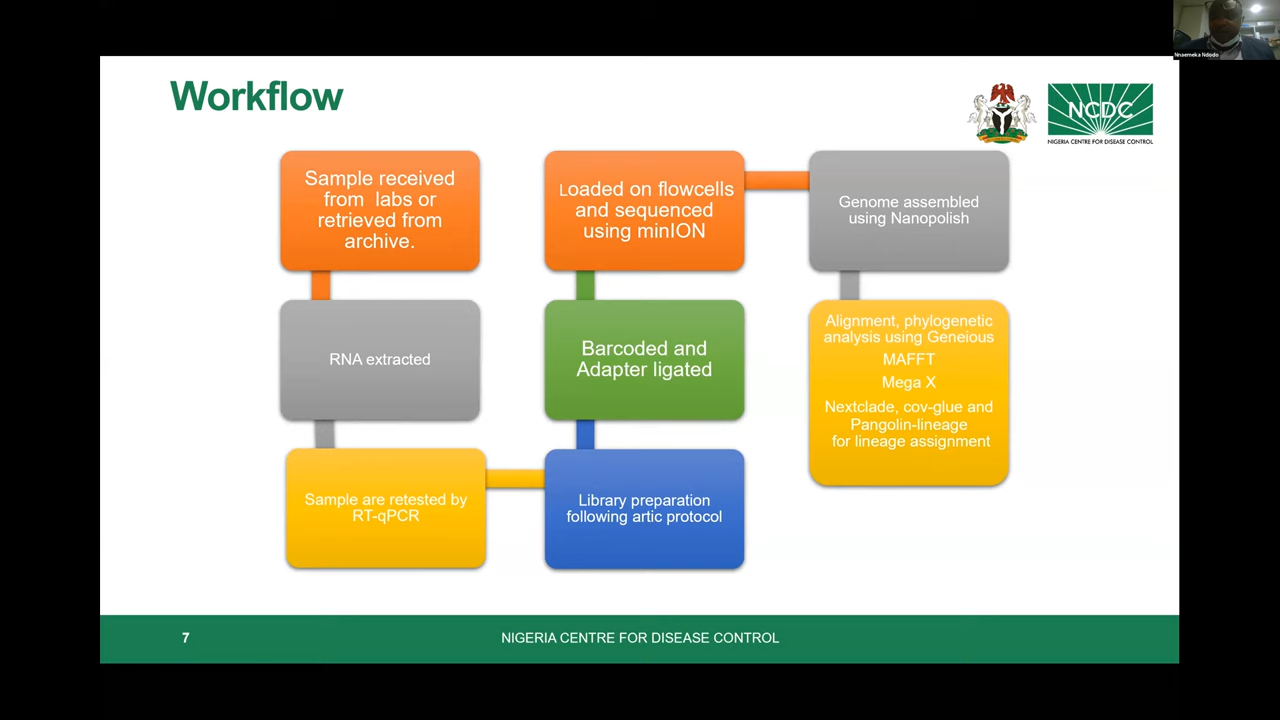 Nnaemeka Ndodo
Workflow
NCDC
NIGERIA CENTRE FOR DISEASE CONTROL
Sample received
from labs or
retrieved from
archive.
RNA extracted
Sample are retested by
RT-qPCR
Library preparation
following artic protocol
Barcoded and
Adapter ligated
Loaded on flowcells
and sequenced
using minION
Genome assembled
using Nanopolish
Alignment, phylogenetic
analysis using Geneious
MAFFT
Mega X
Nextclade, cov-glue and
Pangolin-lineage
for lineage assignment
7
NIGERIA CENTRE FOR DISEASE CONTROL